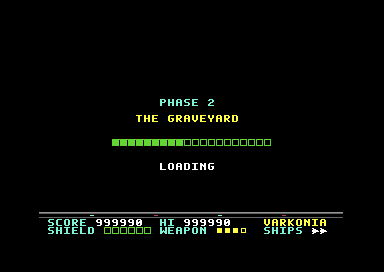 PHASE 2
THE GRAVEYARD
LOADING
SCORE 999990 HI 999990 VARKONIA
SHIELD WEAPON SHIPS